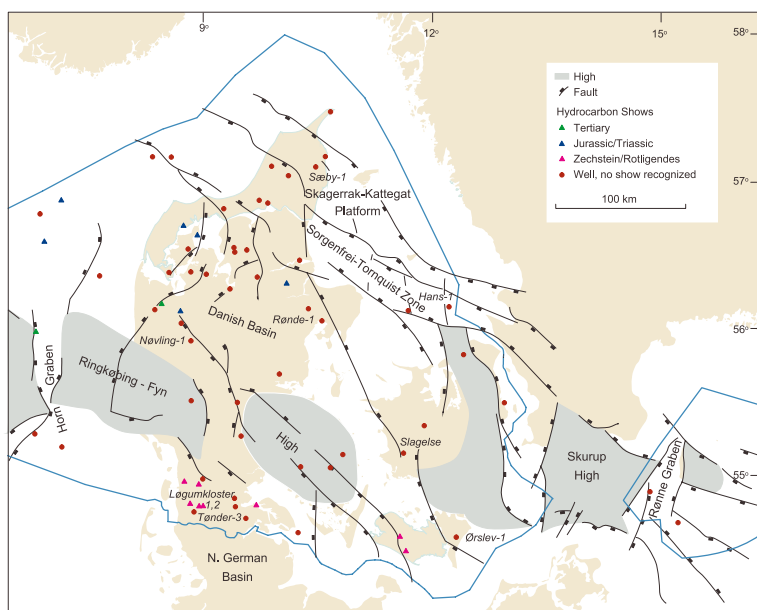 9°
12°
15°
58°
High
Fault
Hydrocarbon Shows
Tertiary
Jurassic/Triassic
Zechstein/Rotligendes
Well, no show recognized
100 km
57°
Sæby-1
Skagerrak-Kattegat
Platform
Sorgenfrei-Tornquist Zone
Hans-1
Rønde-1
Danish Basin
56°
Nøvling-1
Graben
Horn
Ringkøbing - Fyn
High
Slagelse
Skurup
High
Rønne Graben
55°
Løgumkloster
1,2
Tønder-3
Ørslev-1
N. German
Basin